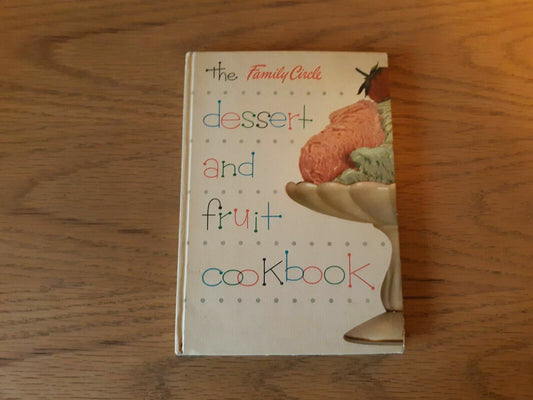 the Family Circle
dessert
and
fruit
cookbook